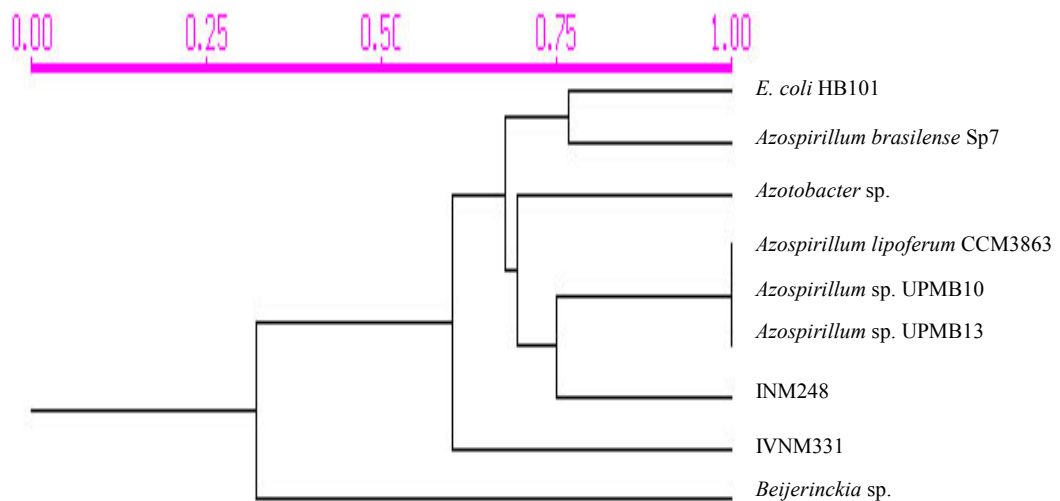 0.00 0.25 0.50 0.75 1.00
E. coli HB101
Azospirillum brasilense Sp7
Azotobacter sp.
Azospirillum lipoferum CCM3863
Azospirillum sp. UPMB10
Azospirillum sp. UPMB13
INM248
IVNM331
Beijerinckia sp.